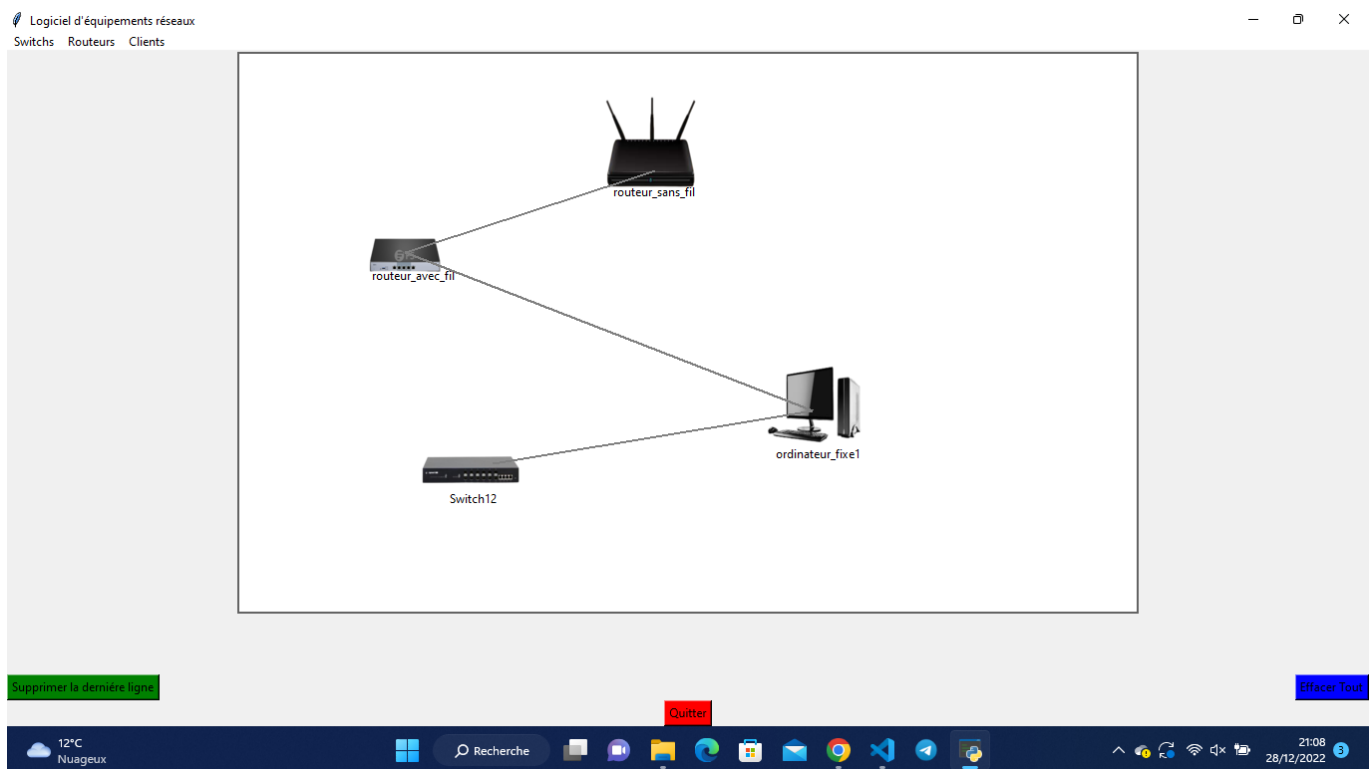 Logiciel d'équipements réseaux
Switchs Routeurs Clients
routeur_sans_fil
routeur_avec_fil
ordinateur_fixe1
Switch12
Supprimer la derniére ligne
Effacer Tout
Quitter
12°C
Nuageux
Recherche
21:08
28/12/2022
3